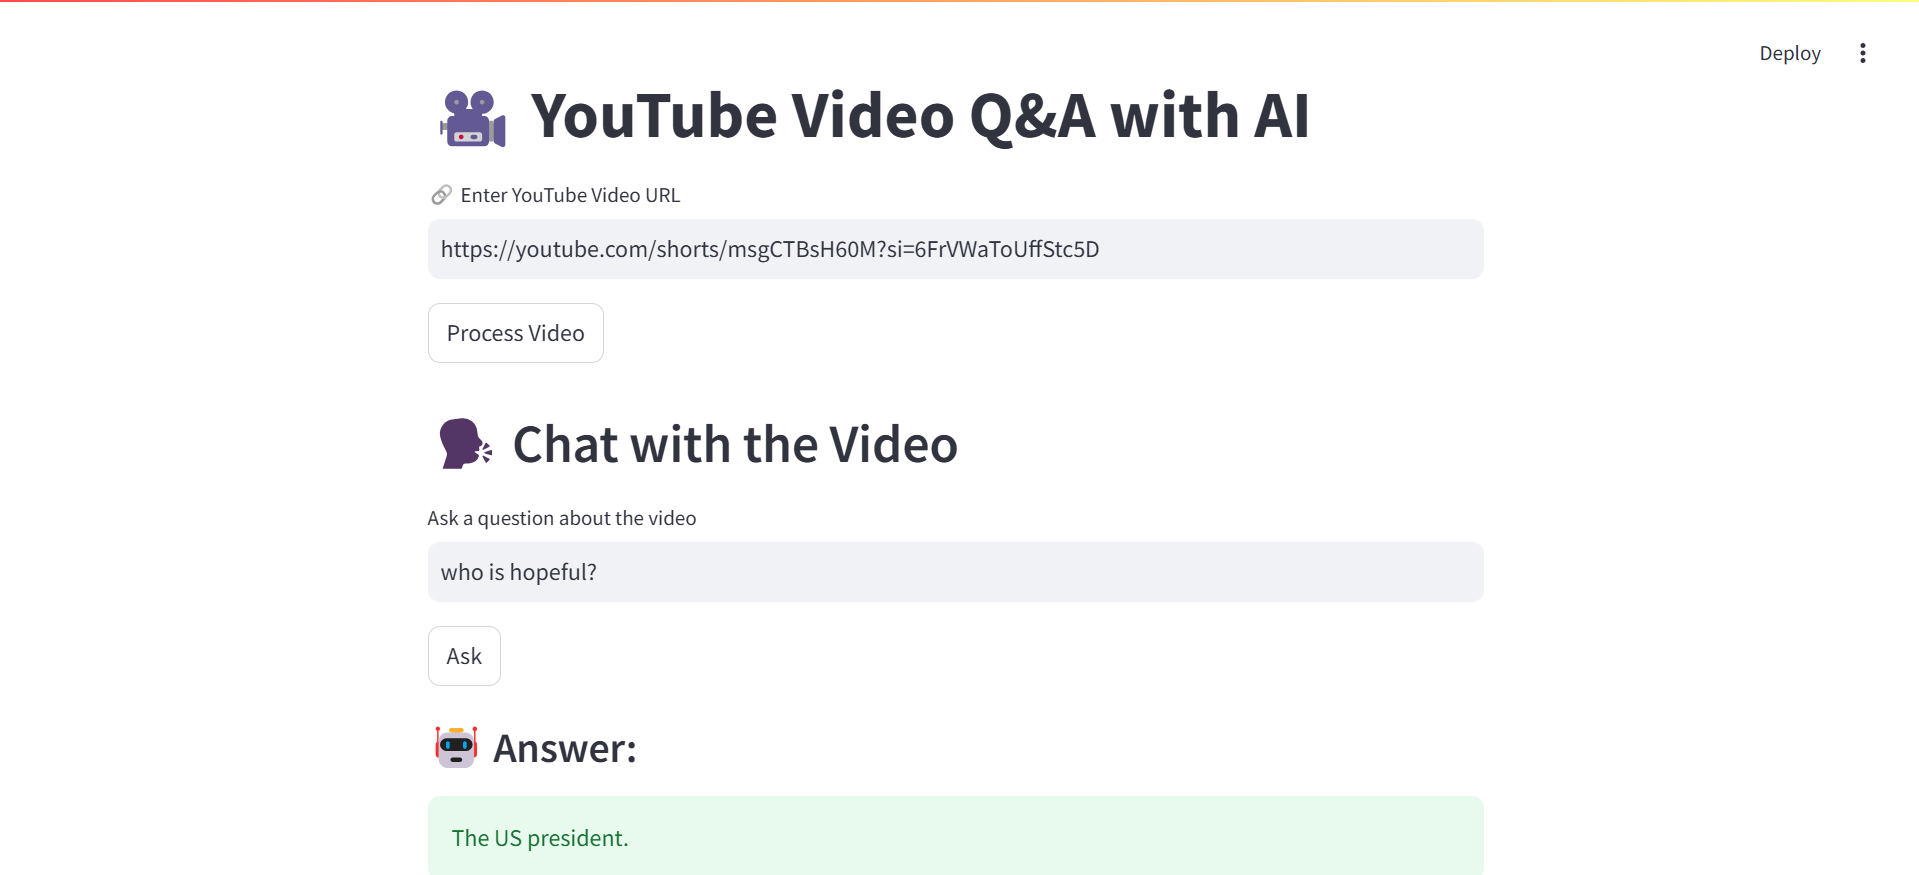 Deploy
YouTube Video Q&A with AI
Enter YouTube Video URL
https://youtube.com/shorts/msgCTBsH60M?si=6FrVWaToUffStc5D
Process Video
Chat with the Video
Ask a question about the video
who is hopeful?
Ask
Answer:
The US president.